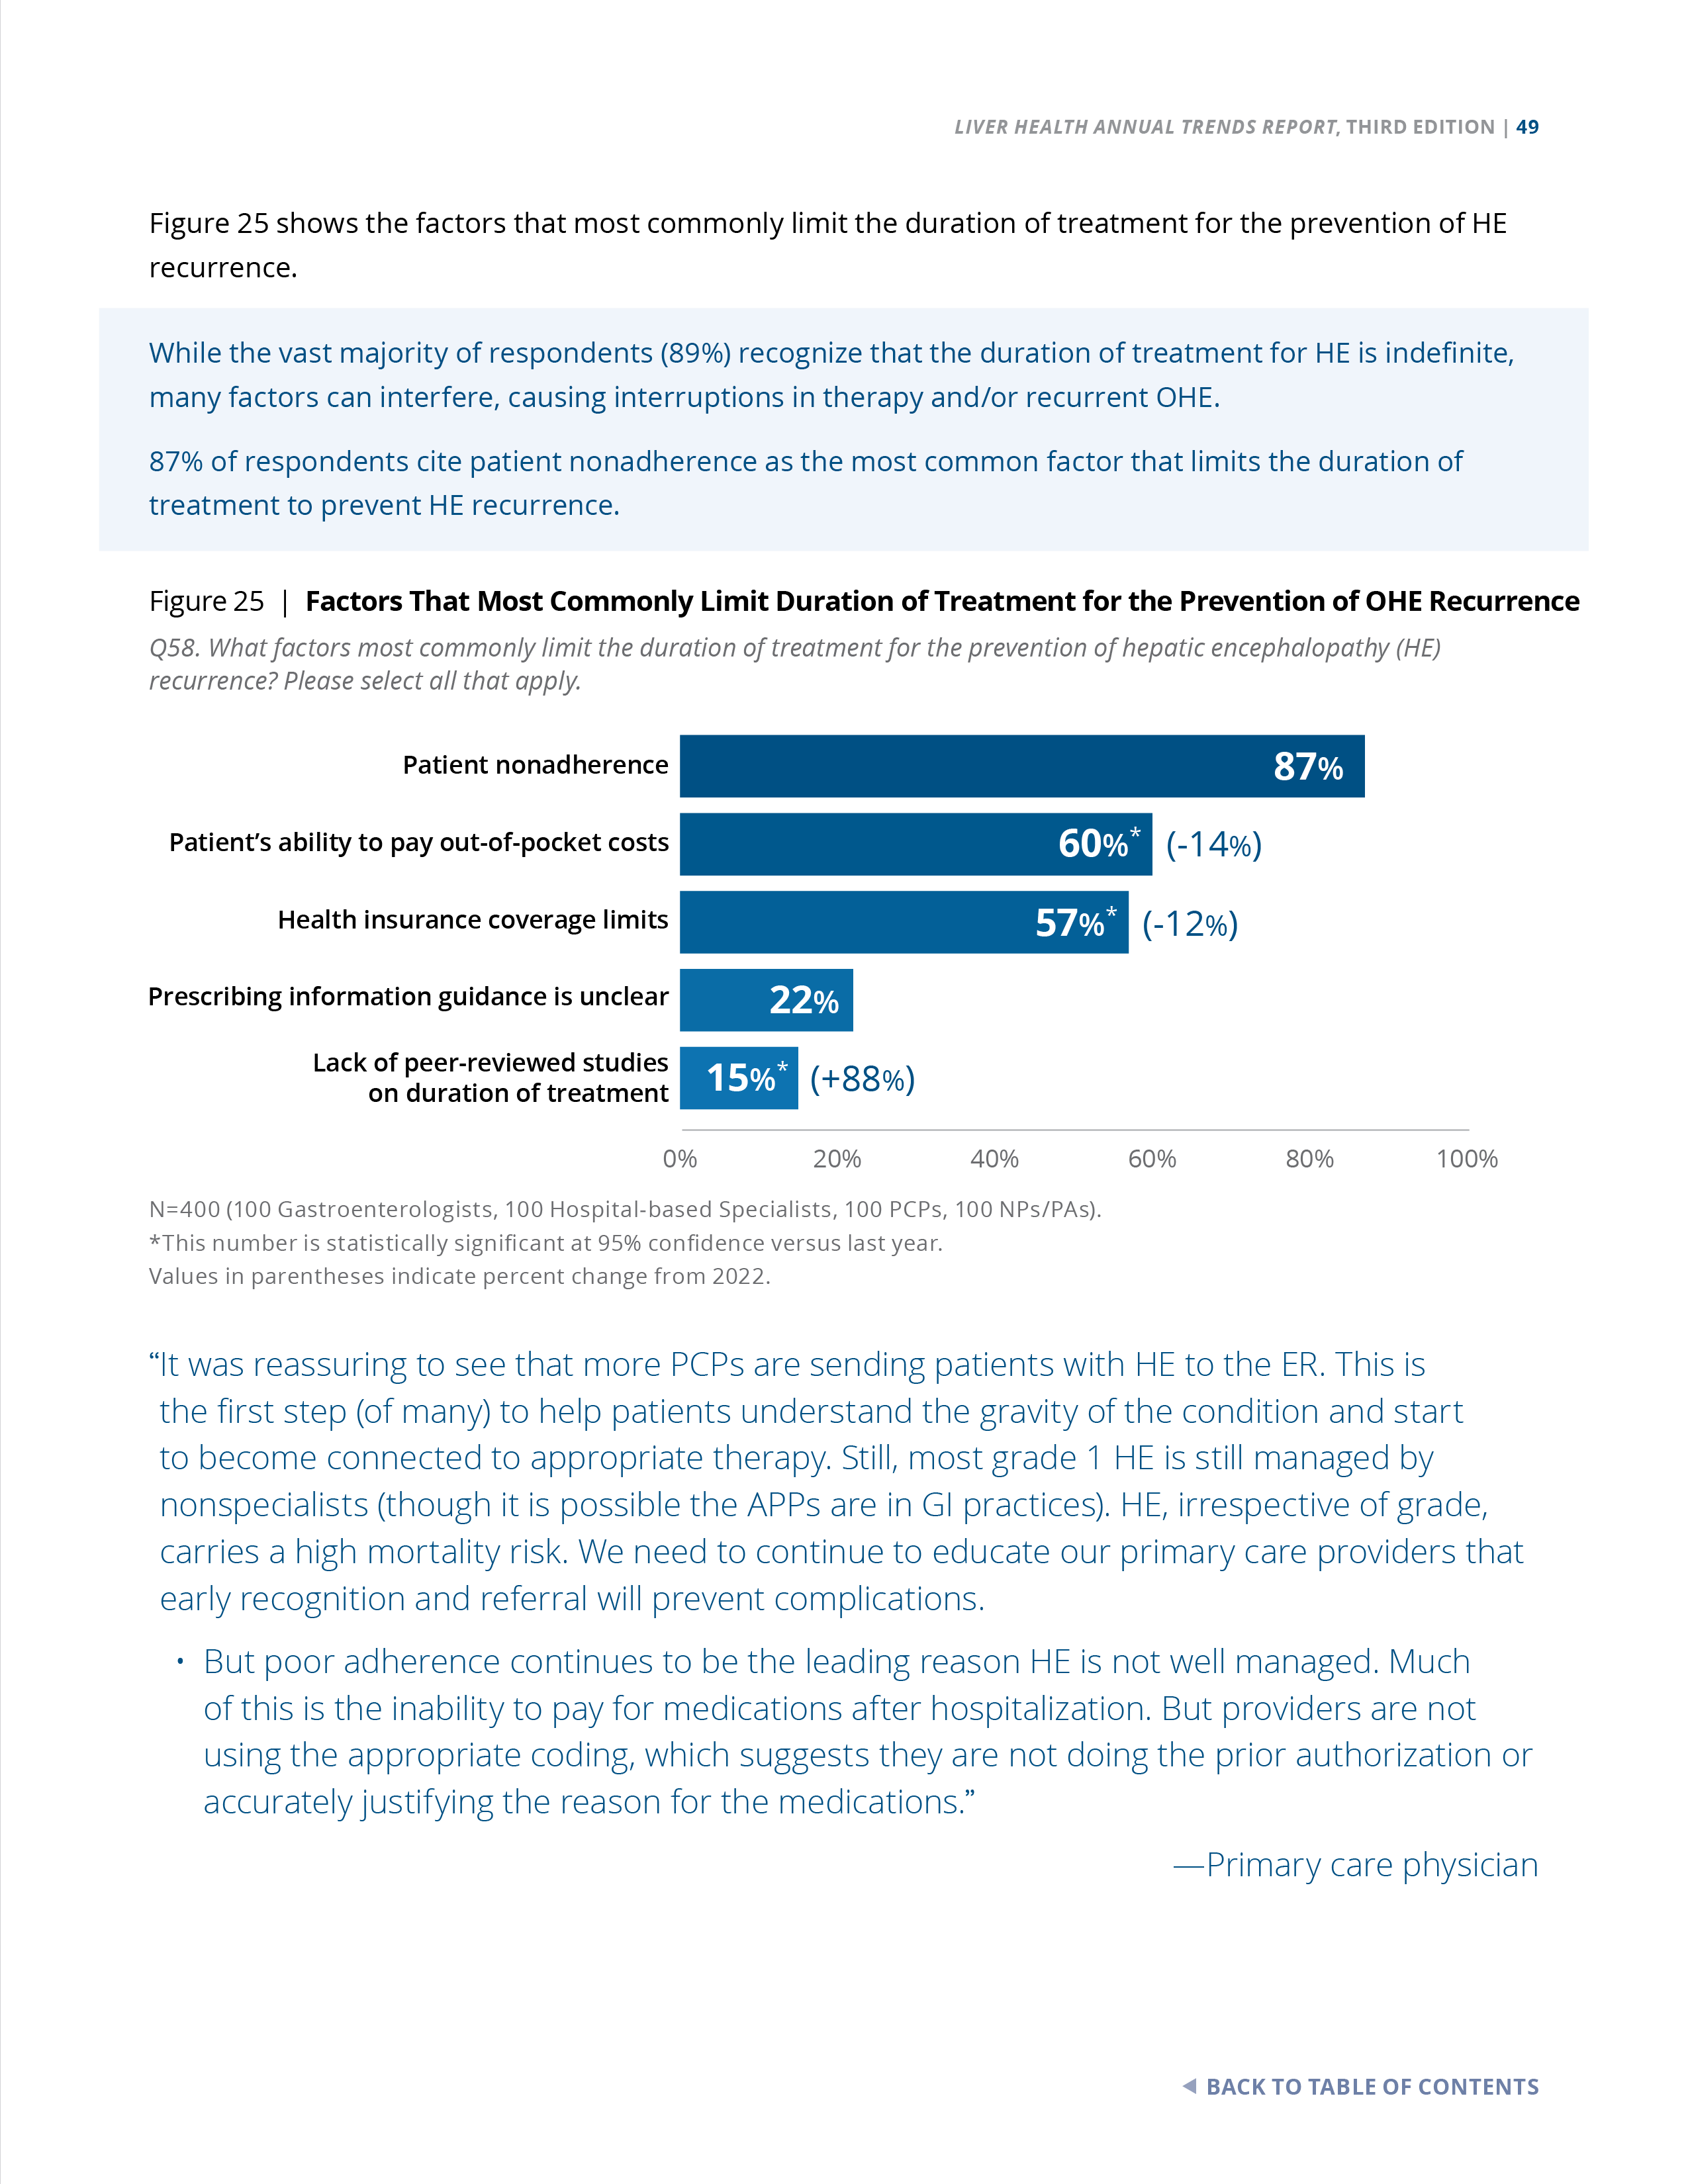 LIVER HEALTH ANNUAL TRENDS REPORT, THIRD EDITION | 49
Figure 25 shows the factors that most commonly limit the duration of treatment for the prevention of HE
recurrence.
While the vast majority of respondents (89%) recognize that the duration of treatment for HE is indefinite,
many factors can interfere, causing interruptions in therapy and/or recurrent OHE.
87% of respondents cite patient nonadherence as the most common factor that limits the duration of
treatment to prevent HE recurrence.
Figure 25 | Factors That Most Commonly Limit Duration of Treatment for the Prevention of OHE Recurrence
Q58. What factors most commonly limit the duration of treatment for the prevention of hepatic encephalopathy (HE)
recurrence? Please select all that apply.
Patient nonadherence 87%
Patient’s ability to pay out-of-pocket costs 60%* (-14%)
Health insurance coverage limits 57%* (-12%)
Prescribing information guidance is unclear 22%
Lack of peer-reviewed studies
on duration of treatment 15%* (+88%)
0% 20% 40% 60% 80% 100%
N=400 (100 Gastroenterologists, 100 Hospital-based Specialists, 100 PCPs, 100 NPs/PAs).
*This number is statistically significant at 95% confidence versus last year.
Values in parentheses indicate percent change from 2022.
“It was reassuring to see that more PCPs are sending patients with HE to the ER. This is
the first step (of many) to help patients understand the gravity of the condition and start
to become connected to appropriate therapy. Still, most grade 1 HE is still managed by
nonspecialists (though it is possible the APPs are in GI practices). HE, irrespective of grade,
carries a high mortality risk. We need to continue to educate our primary care providers that
early recognition and referral will prevent complications.
• But poor adherence continues to be the leading reason HE is not well managed. Much
of this is the inability to pay for medications after hospitalization. But providers are not
using the appropriate coding, which suggests they are not doing the prior authorization or
accurately justifying the reason for the medications.”
—Primary care physician
◀ BACK TO TABLE OF CONTENTS